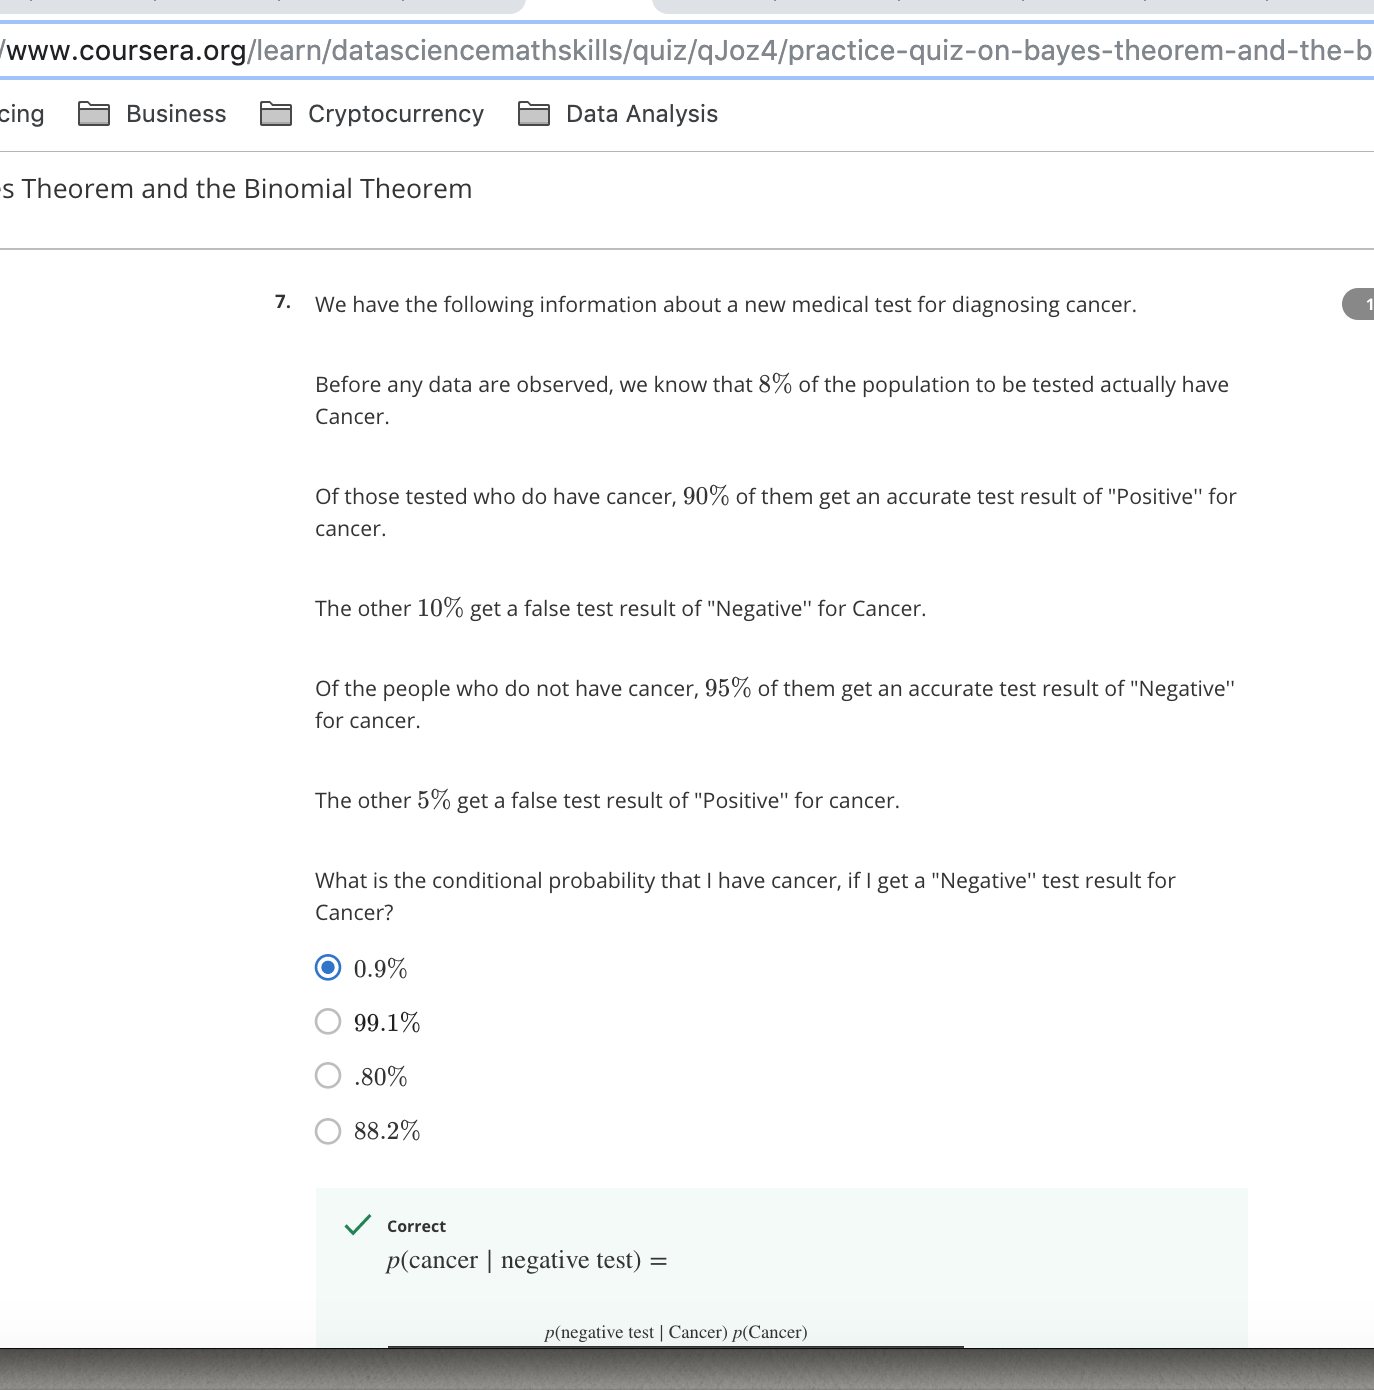 /www.coursera.org/learn/datasciencemathskills/quiz/qJoz4/practice-quiz-on-bayes-theorem-and-the-b
cing Business Cryptocurrency Data Analysis
s Theorem and the Binomial Theorem
7. We have the following information about a new medical test for diagnosing cancer.
1
Before any data are observed, we know that 8% of the population to be tested actually have
Cancer.
Of those tested who do have cancer, 90% of them get an accurate test result of "Positive'' for
cancer.
The other 10% get a false test result of "Negative'' for Cancer.
Of the people who do not have cancer, 95% of them get an accurate test result of "Negative''
for cancer.
The other 5% get a false test result of "Positive'' for cancer.
What is the conditional probability that I have cancer, if I get a "Negative'' test result for
Cancer?
0.9%
99.1%
.80%
88.2%
Correct
p(cancer | negative test) =
p(negative test | Cancer) p(Cancer)